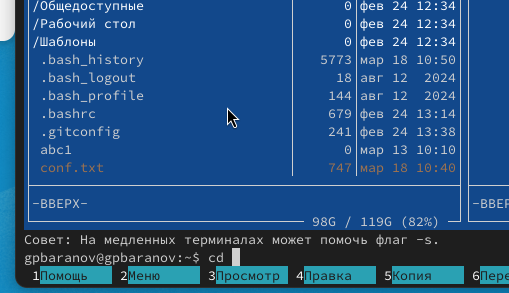 /Общедоступные 0 фев 24 12:34
/Рабочий стол 0 фев 24 12:34
/Шаблоны 0 фев 24 12:34
.bash_history 5773 мар 18 10:50
.bash_logout 18 авг 12 2024
.bash_profile 144 авг 12 2024
.bashrc 679 фев 24 13:14
.gitconfig 241 фев 24 13:38
abc1 0 мар 13 10:10
conf.txt 747 мар 18 10:40
-ВВЕРХ- -ВВЕР
98G / 119G (82%)
Совет: На медленных терминалах может помочь флаг -s.
gpbaranov@gpbaranov:~$ cd
1Помощь 2Меню 3Просмотр 4Правка 5Копия 6Пере